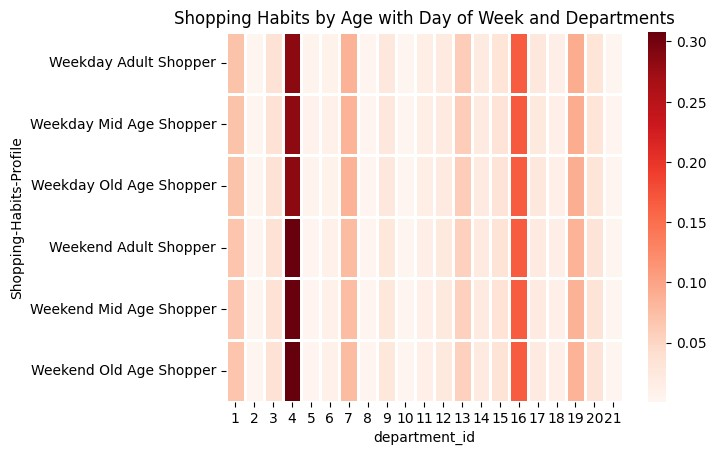 Shopping Habits by Age with Day of Week and Departments
Shopping-Habits-Profile
Weekday Adult Shopper
Weekday Mid Age Shopper
Weekday Old Age Shopper
Weekend Adult Shopper
Weekend Mid Age Shopper
Weekend Old Age Shopper
1 2 3 4 5 6 7 8 9 10 11 12 13 14 15 16 17 18 19 20 21
department_id
0.30
0.25
0.20
0.15
0.10
0.05